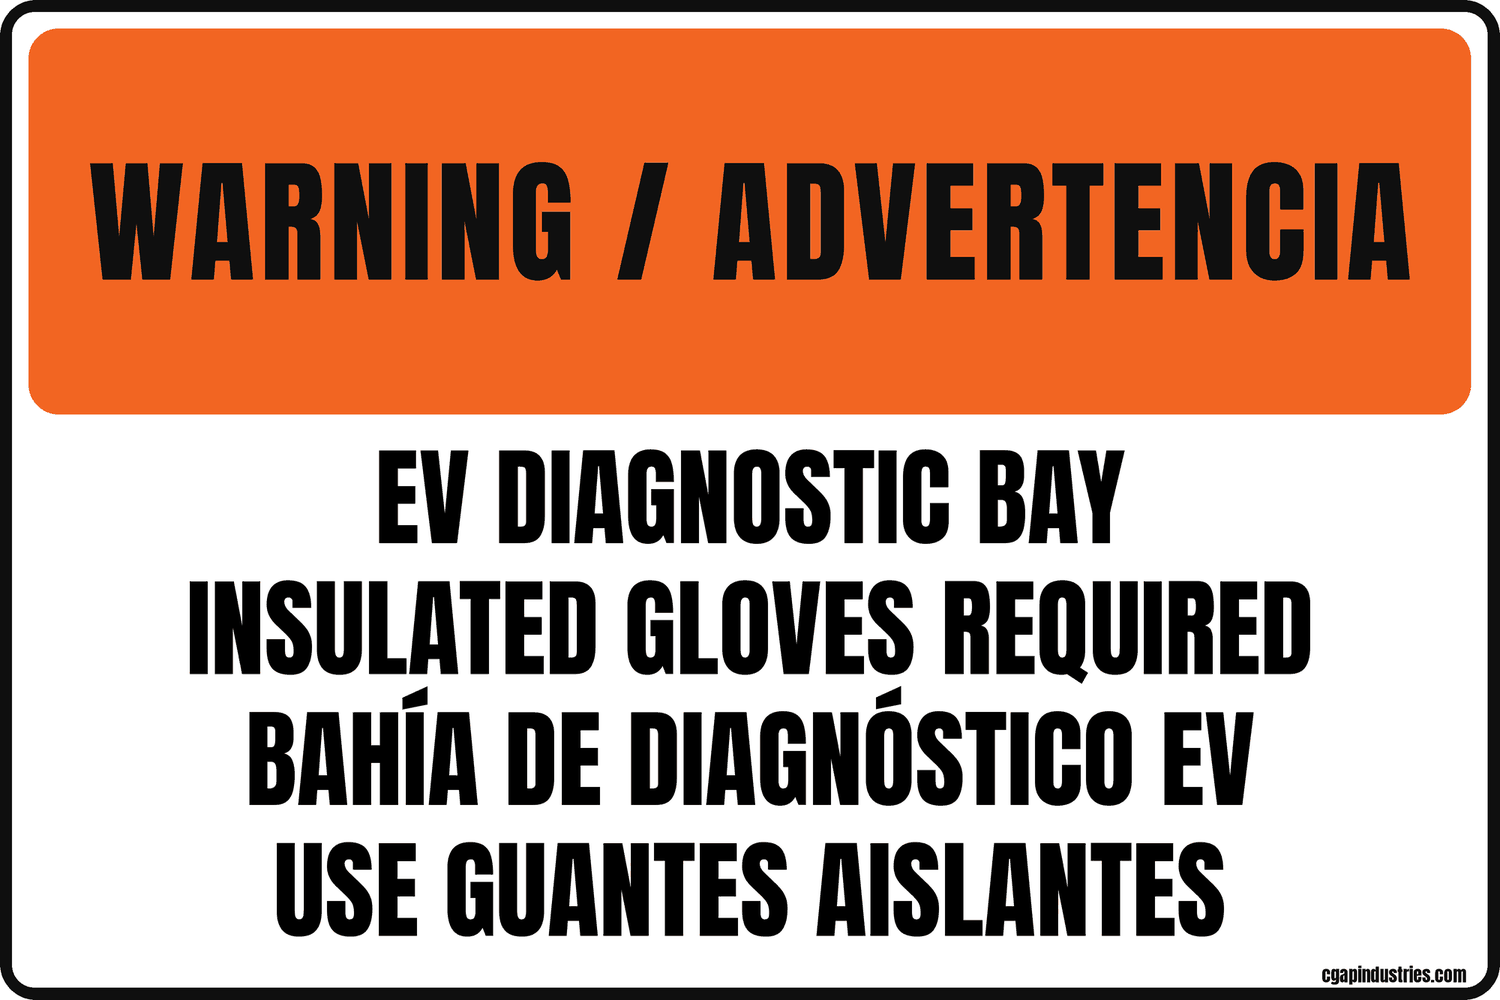 WARNING / ADVERTENCIA
EV DIAGNOSTIC BAY
INSULATED GLOVES REQUIRED
BAHÍA DE DIAGNÓSTICO EV
USE GUANTES AISLANTES
cgapindustries.com